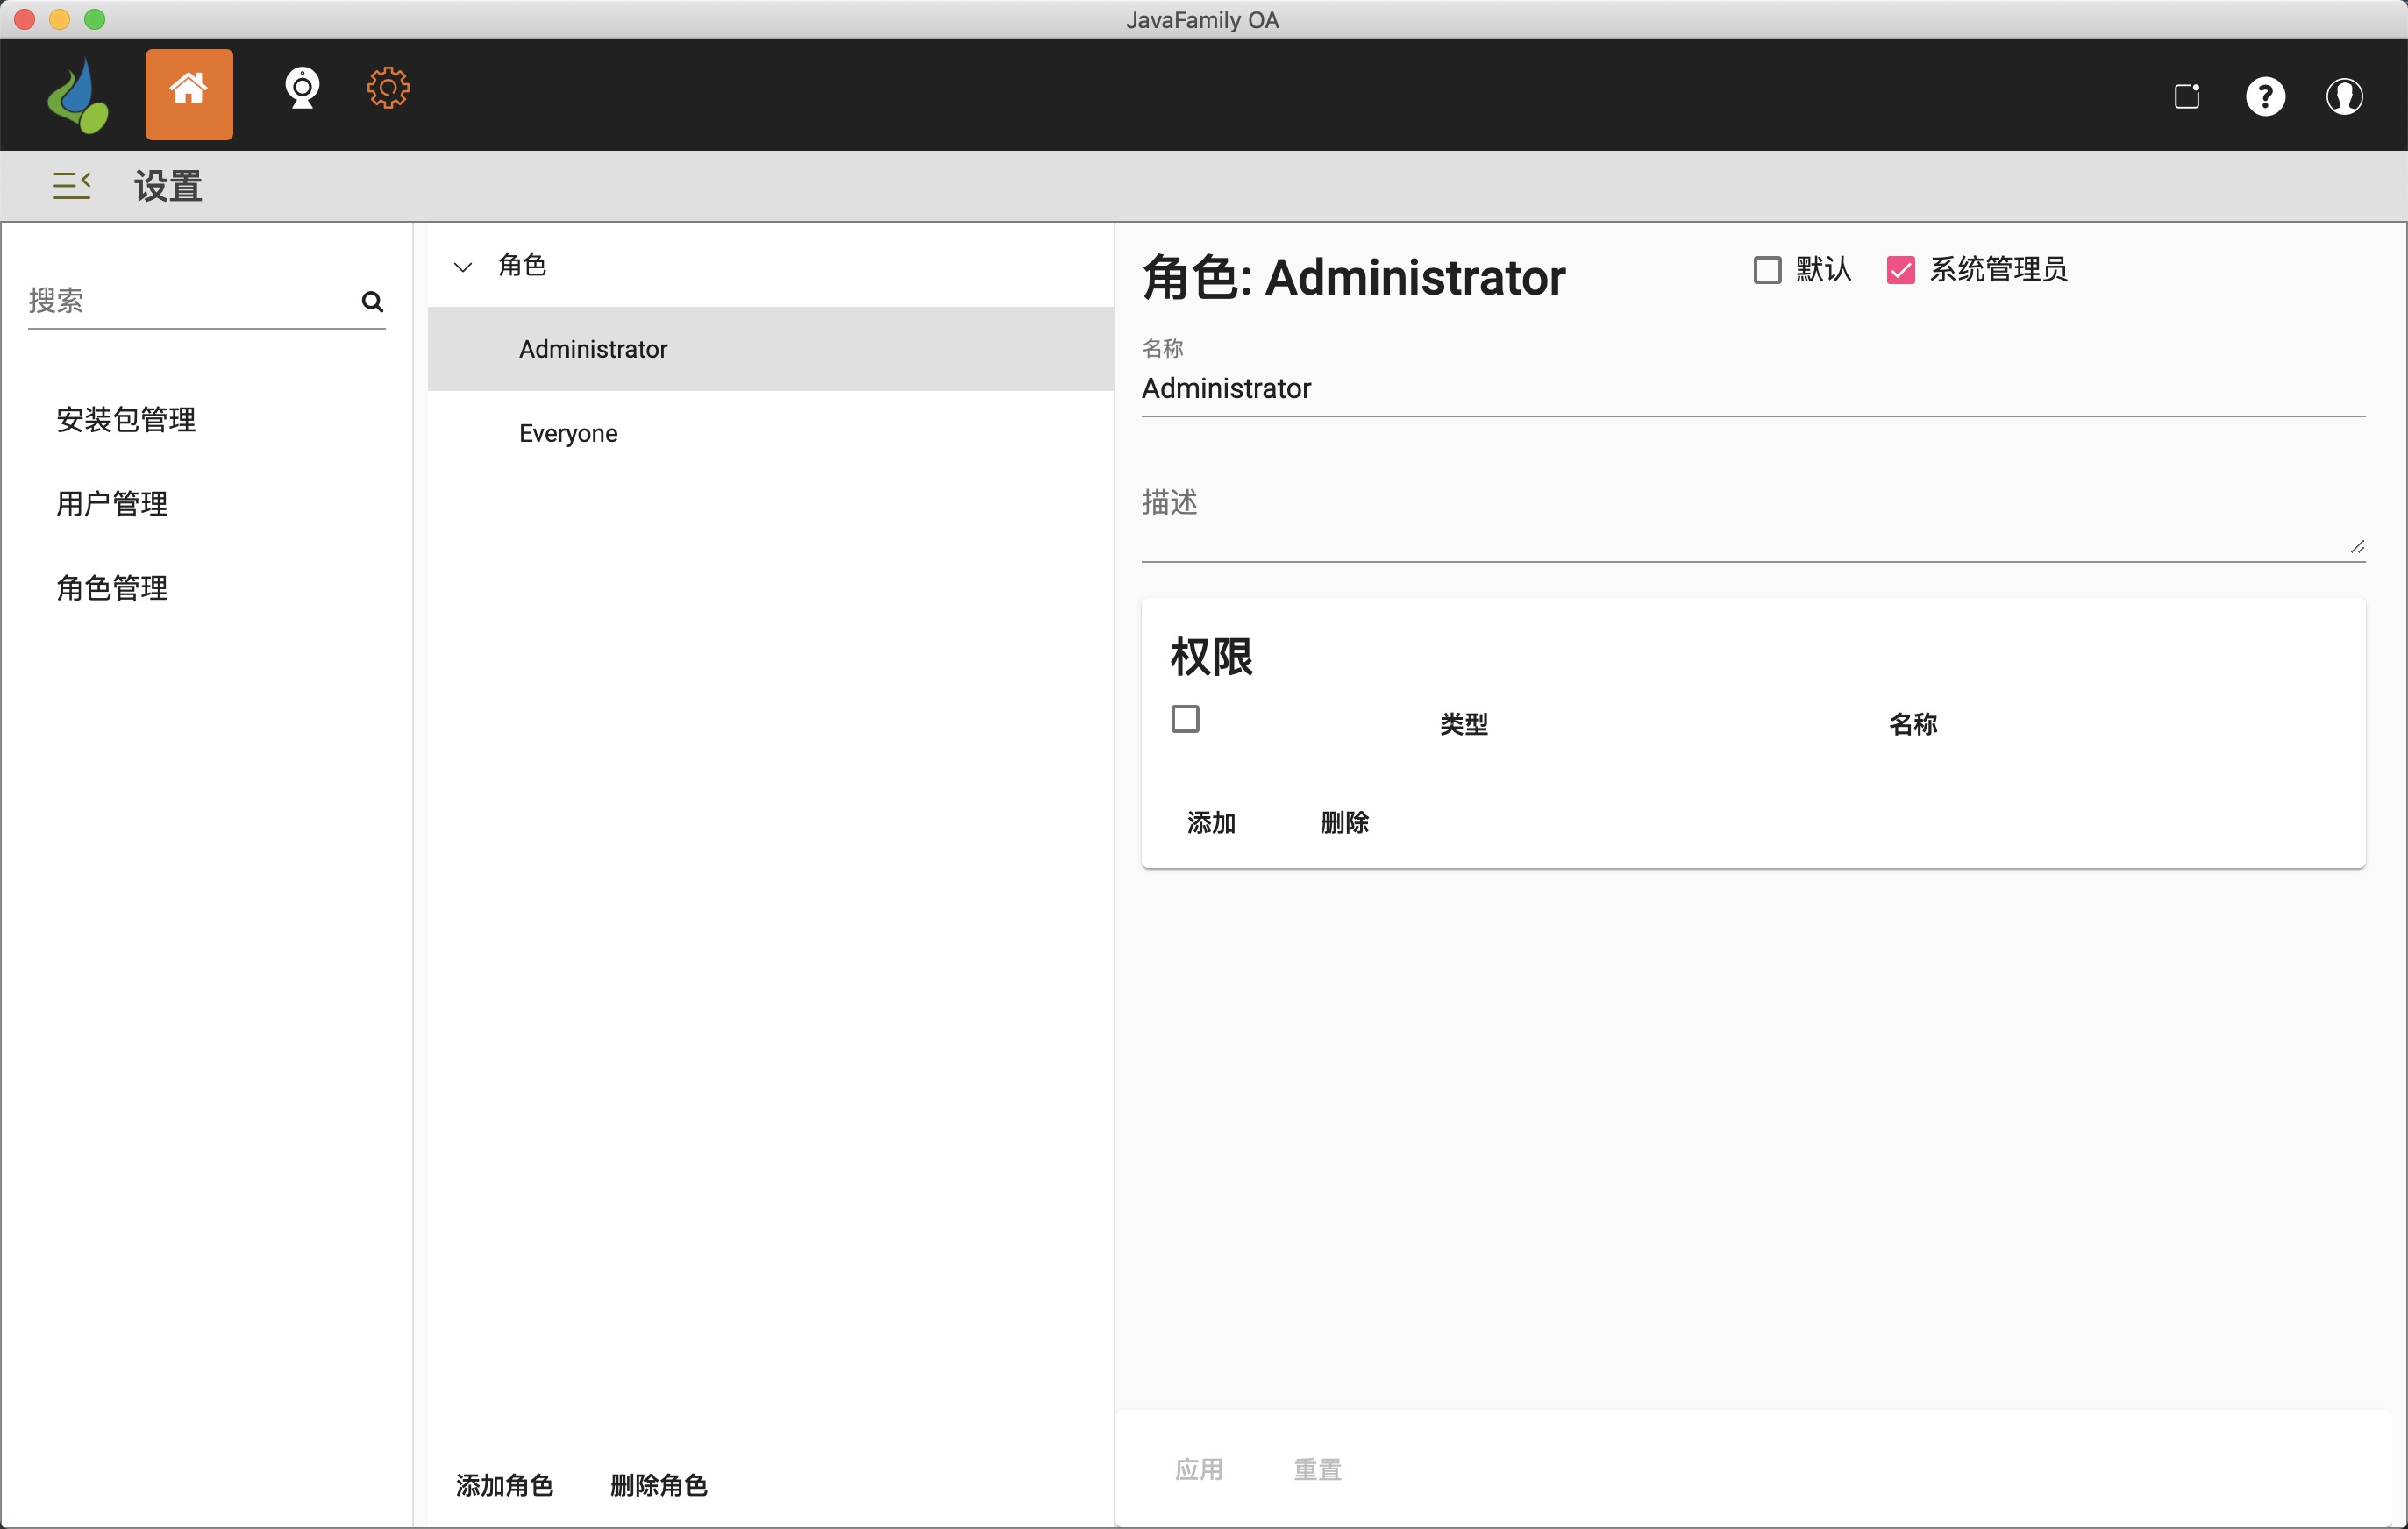 JavaFamily OA
设置
搜索
安装包管理
用户管理
角色管理
角色
Administrator
Everyone
添加角色 删除角色
角色: Administrator
默认 系统管理员
名称
Administrator
描述
权限
类型 名称
添加 删除
应用 重置